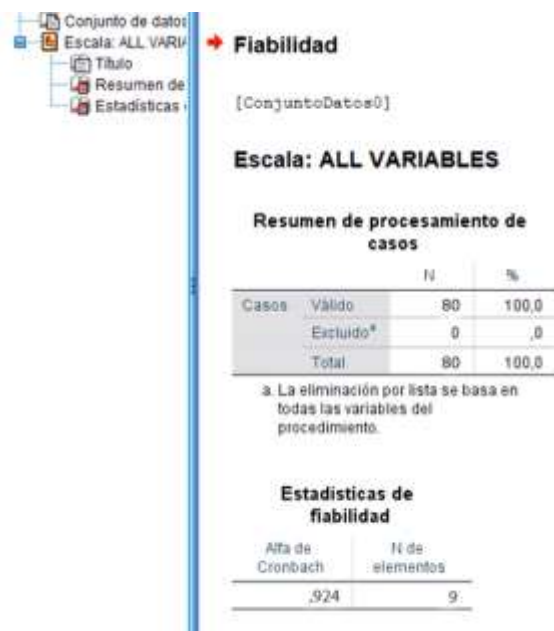 Conjunto de datos
Escala: ALL VARIA
Título
Resumen de
Estadísticas
Fiabilidad
[ConjuntoDatos0]
Escala: ALL VARIABLES
Resumen de procesamiento de
casos
N %
Casos Válido 80 100,0
Excluido a 0 ,0
Total 80 100,0
a. La eliminación por lista se basa en
todas las variables del
procedimiento.
Estadísticas de
fiabilidad
Alfa de N de
Cronbach elementos
,924 9